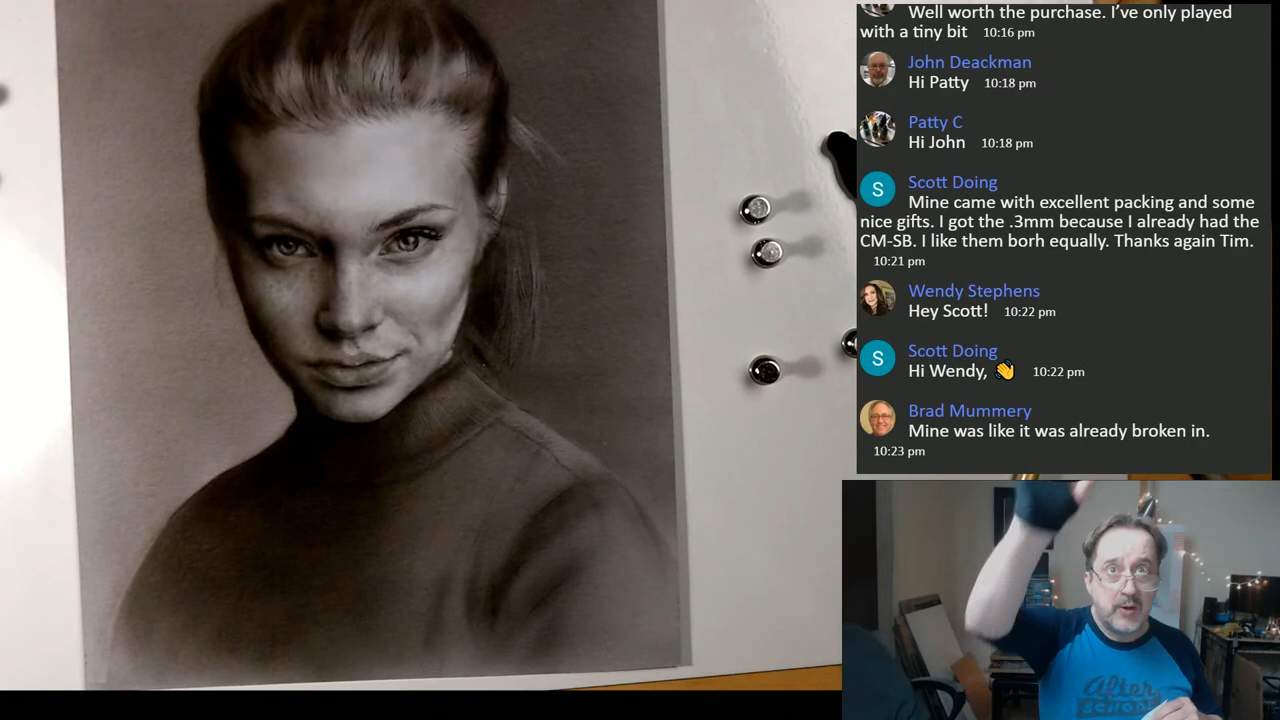 Well worth the purchase. I've only played
with a tiny bit 10:16 pm
John Deackman
Hi Patty 10:18 pm
Patty C
Hi John 10:18 pm
S
Scott Doing
Mine came with excellent packing and some
nice gifts. I got the .3mm because I already had the
CM-SB. I like them borh equally. Thanks again Tim.
10:21 pm
Wendy Stephens
Hey Scott! 10:22 pm
S
Scott Doing
Hi Wendy, 👋 10:22 pm
Brad Mummery
Mine was like it was already broken in.
10:23 pm
After
SCHOOL